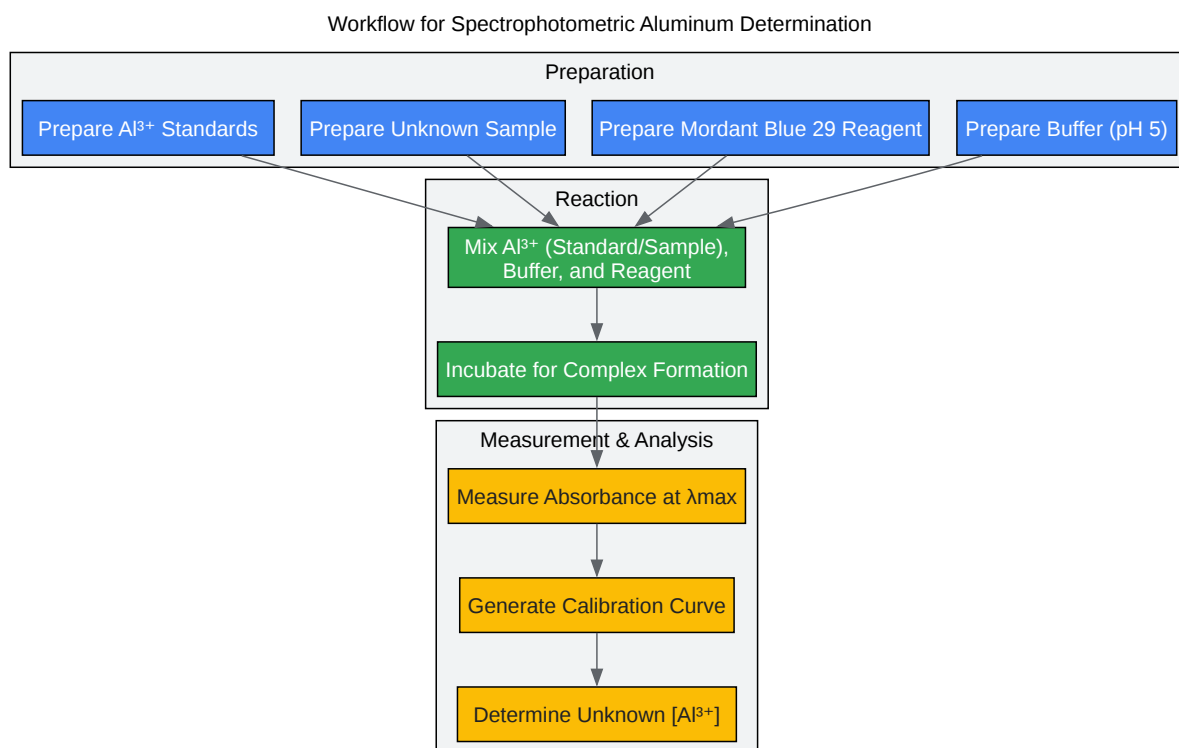 Workflow for Spectrophotometric Aluminum Determination
Preparation
Prepare Al³⁺ Standards
Prepare Unknown Sample
Prepare Mordant Blue 29 Reagent
Prepare Buffer (pH 5)
Reaction
Mix Al³⁺ (Standard/Sample),
Buffer, and Reagent
Incubate for Complex Formation
Measurement & Analysis
Measure Absorbance at λmax
Generate Calibration Curve
Determine Unknown [Al³⁺]